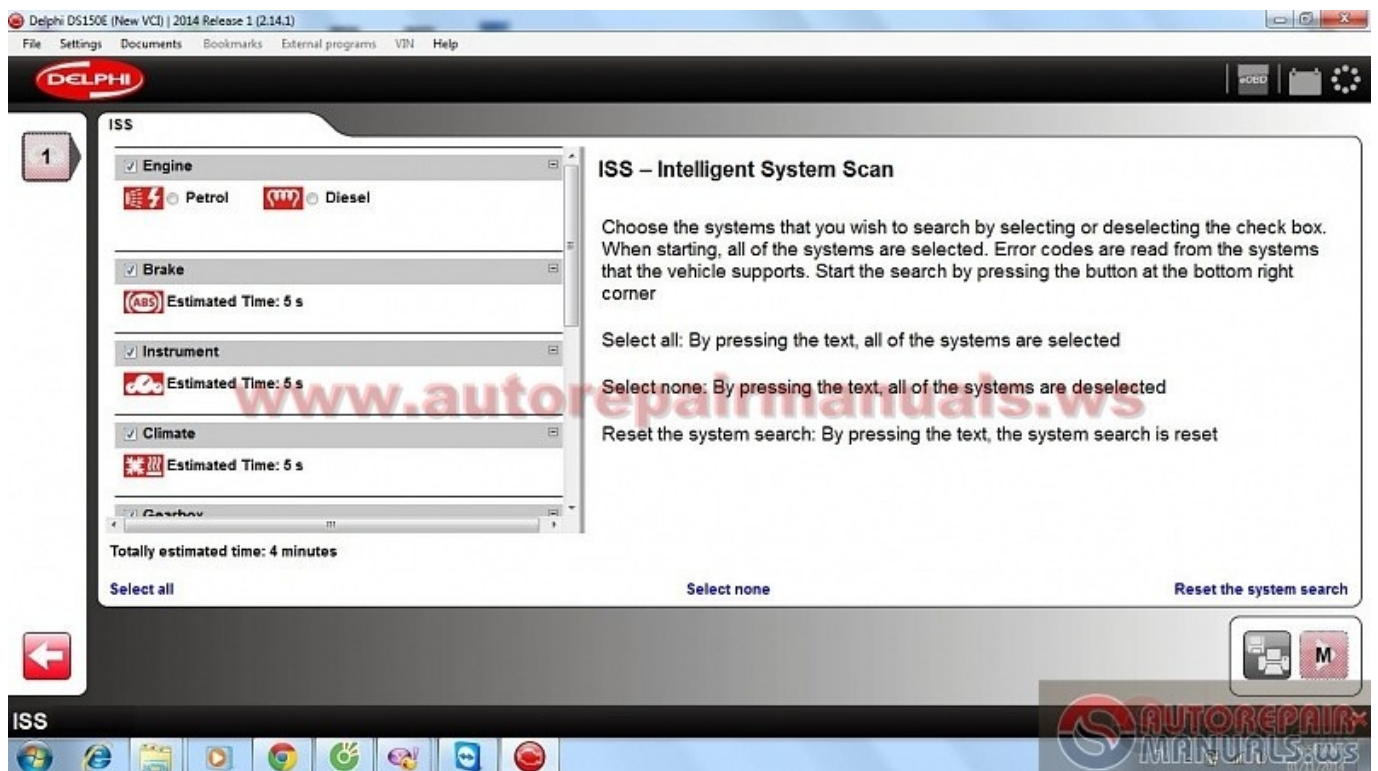 Delphi DS150E (New VCI) | 2014 Release 1 (2.14.1)
File Settings Documents Bookmarks External programs VIN Help
DELPHI
eOBD
ISS
1
Engine
Petrol Diesel
Brake
(ABS) Estimated Time: 5 s
Instrument
Estimated Time: 5 s
Climate
Estimated Time: 5 s
Gearbox
Totally estimated time: 4 minutes
ISS – Intelligent System Scan
Choose the systems that you wish to search by selecting or deselecting the check box.
When starting, all of the systems are selected. Error codes are read from the systems
that the vehicle supports. Start the search by pressing the button at the bottom right
corner
Select all: By pressing the text, all of the systems are selected
Select none: By pressing the text, all of the systems are deselected
Reset the system search: By pressing the text, the system search is reset
www.autorepairmanuals.ws
Select all Select none Reset the system search
M
ISS
AUTOREPAIR
MANUALS.WS